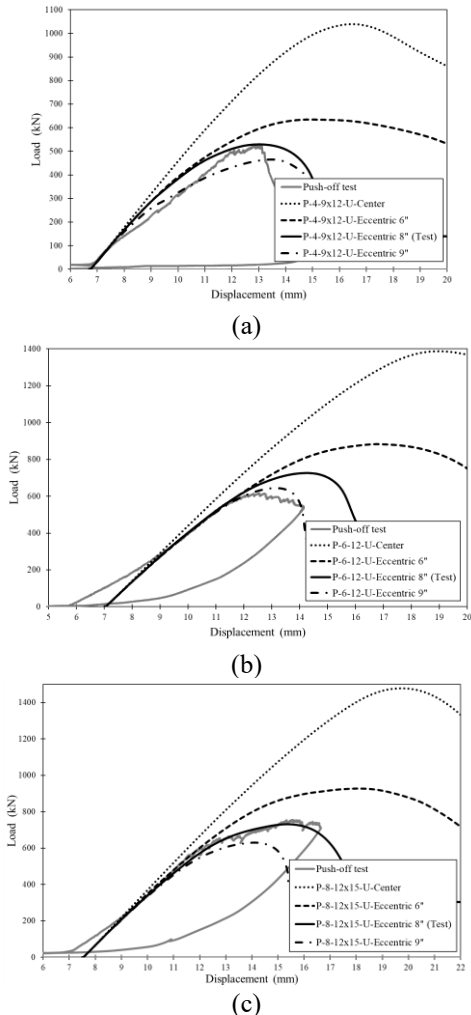 1100
1000
900
800
700
600
500
400
300
200
100
0
Load (kN)
Push-off test
P-4-9x12-U-Center
P-4-9x12-U-Eccentric 6"
P-4-9x12-U-Eccentric 8" (Test)
P-4-9x12-U-Eccentric 9"
6 7 8 9 10 11 12 13 14 15 16 17 18 19 20
Displacement (mm)
(a)
1400
1200
1000
800
600
400
200
0
Load (kN)
Push-off test
P-6-12-U-Center
P-6-12-U-Eccentric 6"
P-6-12-U-Eccentric 8" (Test)
P-6-12-U-Eccentric 9"
5 6 7 8 9 10 11 12 13 14 15 16 17 18 19 20
Displacement (mm)
(b)
1400
1200
1000
800
600
400
200
0
Load (kN)
Push-off test
P-8-12x15-U-Center
P-8-12x15-U-Eccentric 6"
P-8-12x15-U-Eccentric 8" (Test)
P-8-12x15-U-Eccentric 9"
6 7 8 9 10 11 12 13 14 15 16 17 18 19 20 21 22
Displacement (mm)
(c)